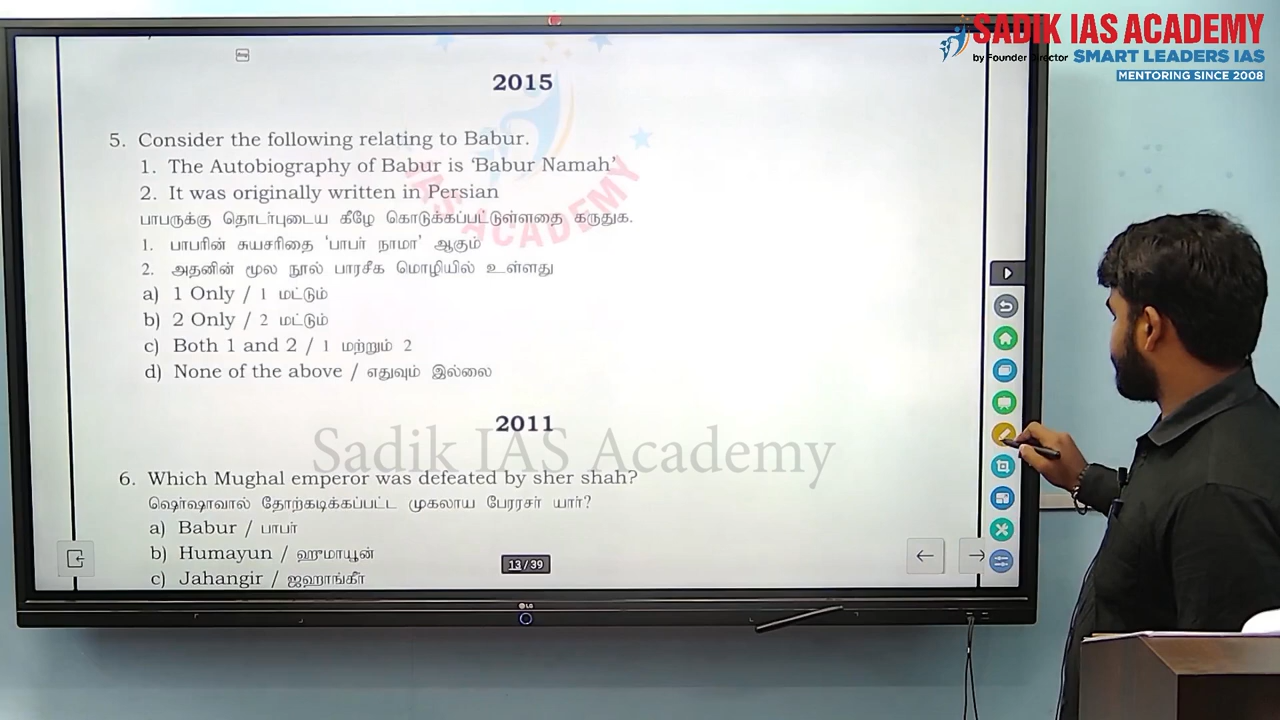 SADIK IAS ACADEMY
by Founder Director SMART LEADERS IAS
MENTORING SINCE 2008
2015
5. Consider the following relating to Babur.
1. The Autobiography of Babur is ‘Babur Namah’
2. It was originally written in Persian
பாபருக்கு தொடர்புடைய கீழே கொடுக்கப்பட்டுள்ளதை கருதுக.
1. பாபரின் சுயசரிதை ‘பாபர் நாமா’ ஆகும்
2. அதனின் மூல நூல் பாரசீக மொழியில் உள்ளது
a) 1 Only / 1 மட்டும்
b) 2 Only / 2 மட்டும்
c) Both 1 and 2 / 1 மற்றும் 2
d) None of the above / எதுவும் இல்லை
IAS ACADEMY
2011
Sadik IAS Academy
6. Which Mughal emperor was defeated by sher shah?
ஷெர்ஷாவால் தோற்கடிக்கப்பட்ட முகலாய பேரரசர் யார்?
a) Babur / பாபர்
b) Humayun / ஹுமாயூன்
c) Jahangir / ஜஹாங்கீர்
13/39
LG